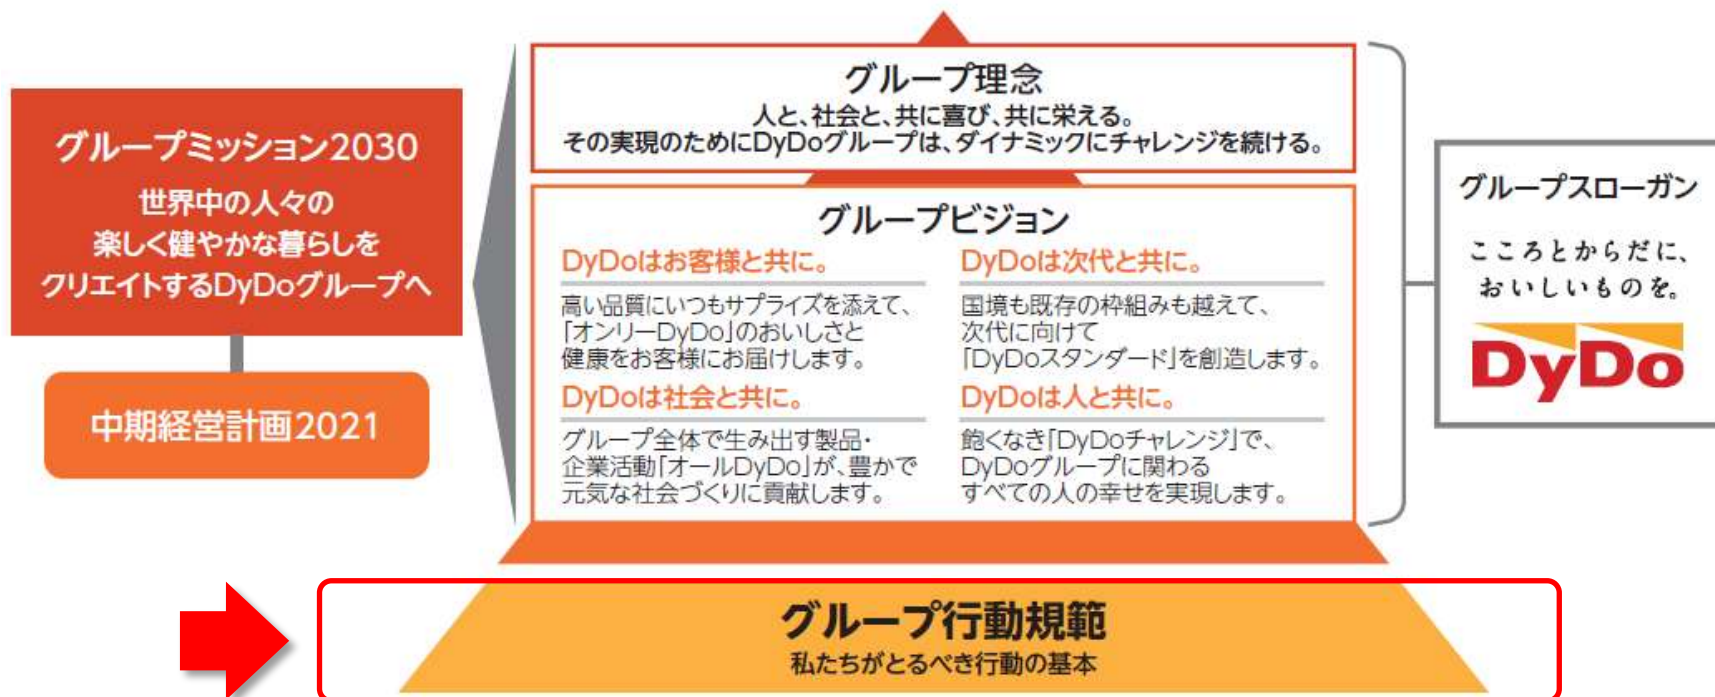 グループミッション2030
世界中の人々の
楽しく健やかな暮らしを
クリエイトするDyDoグループへ
中期経営計画2021
グループ理念
人と、社会と、共に喜び、共に栄える。
その実現のためにDyDoグループは、ダイナミックにチャレンジを続ける。
グループビジョン
DyDoはお客様と共に。
高い品質にいつもサプライズを添えて、
「オンリーDyDo」のおいしさと
健康をお客様にお届けします。
DyDoは次代と共に。
国境も既存の枠組みも越えて、
次代に向けて
「DyDoスタンダード」を創造します。
DyDoは社会と共に。
グループ全体で生み出す製品・
企業活動「オールDyDo」が、豊かで
元気な社会づくりに貢献します。
DyDoは人と共に。
飽くなき「DyDoチャレンジ」で、
DyDoグループに関わる
すべての人の幸せを実現します。
グループスローガン
こころとからだに、
おいしいものを。
DyDo
グループ行動規範
私たちがとるべき行動の基本